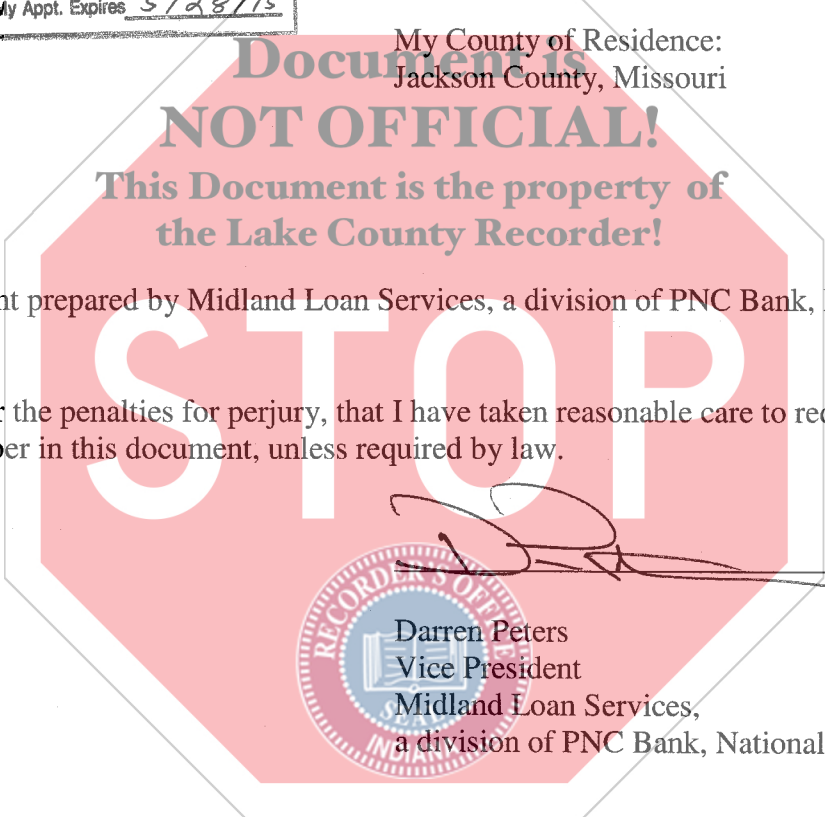 My Appt. Expires 5/28/15
My County of Residence:
Jackson County, Missouri
Document is
NOT OFFICIAL!
This Document is the property of
the Lake County Recorder!
nt prepared by Midland Loan Services, a division of PNC Bank,
STOP
the penalties for perjury, that I have taken reasonable care to
in this document, unless required by law.
RECORDER'S OFFICE
SEAL
INDIANA
Darren Peters
Vice President
Midland Loan Services,
a division of PNC Bank, National